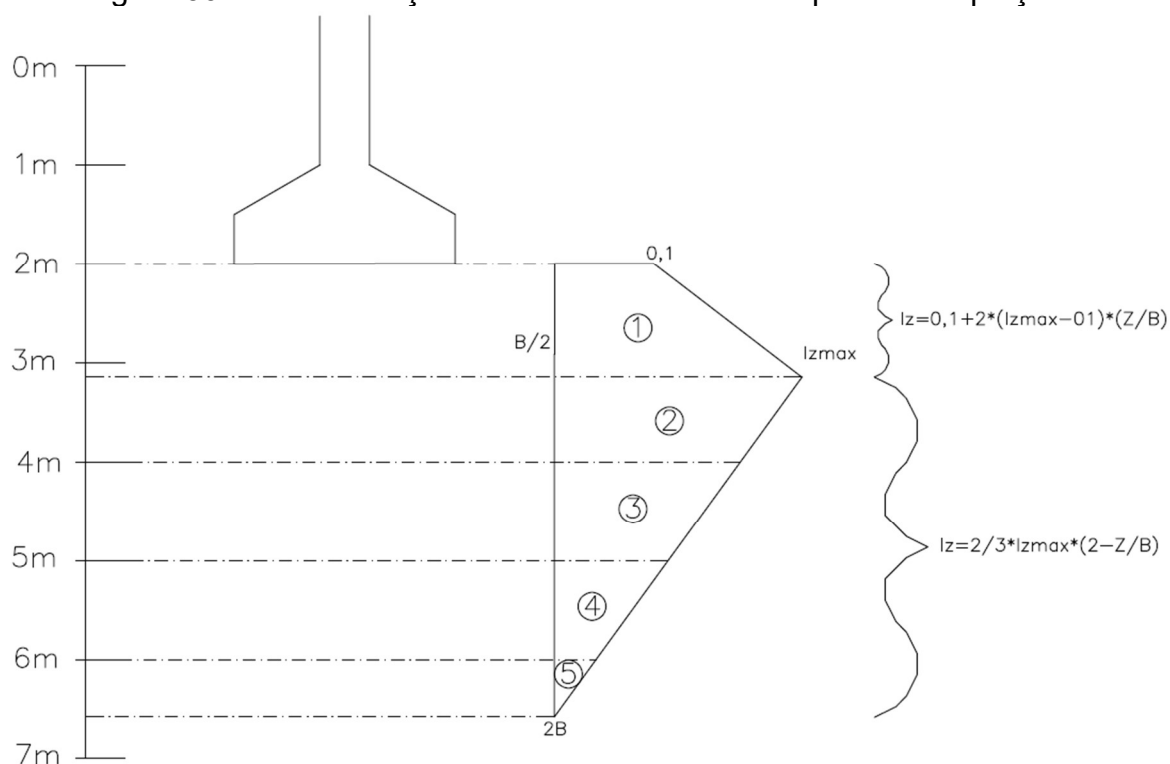 0m
1m
2m
0,1
①
Iz=0,1+2*(Izmax-01)*(Z/B)
B/2
Izmax
3m
②
4m
③
5m
Iz=2/3*Izmax*(2-Z/B)
④
6m
⑤
2B
7m